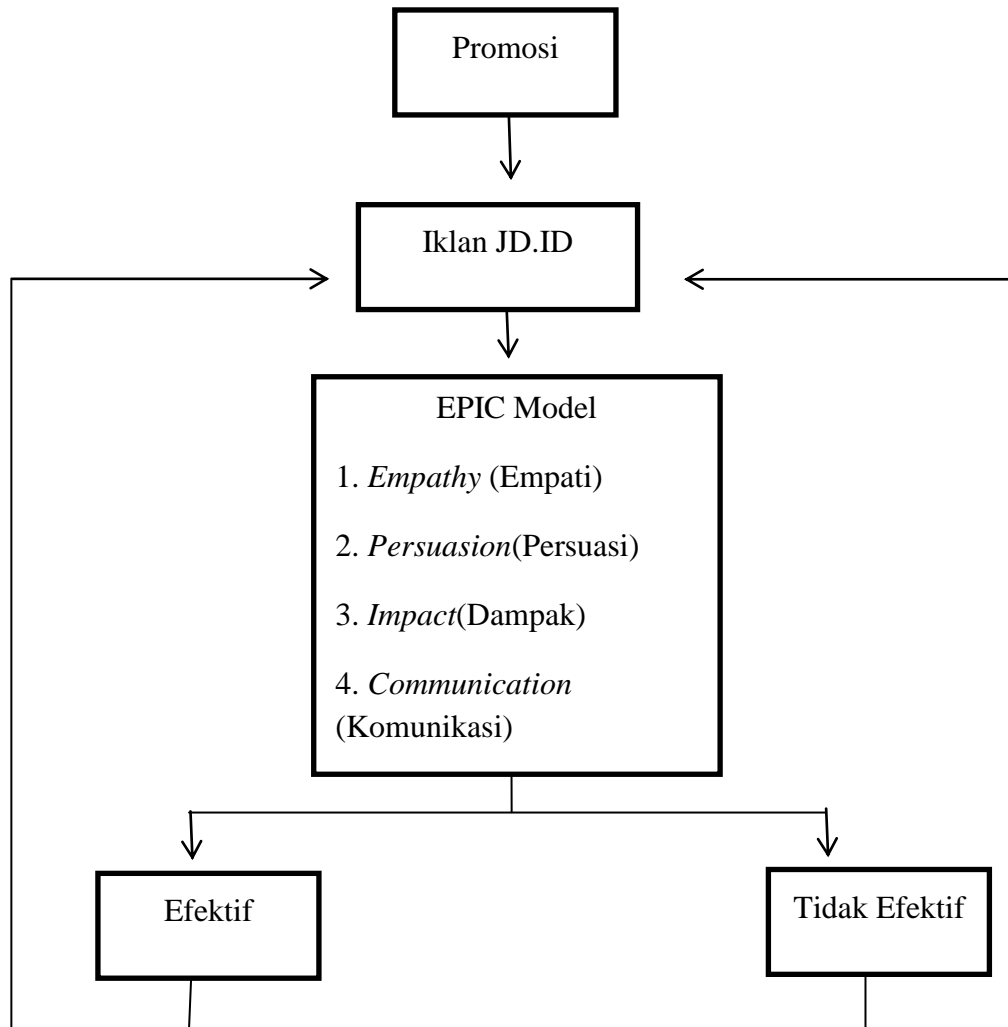 Promosi
Iklan JD.ID
EPIC Model
1. Empathy (Empati)
2. Persuasion(Persuasi)
3. Impact(Dampak)
4. Communication
(Komunikasi)
Efektif
Tidak Efektif